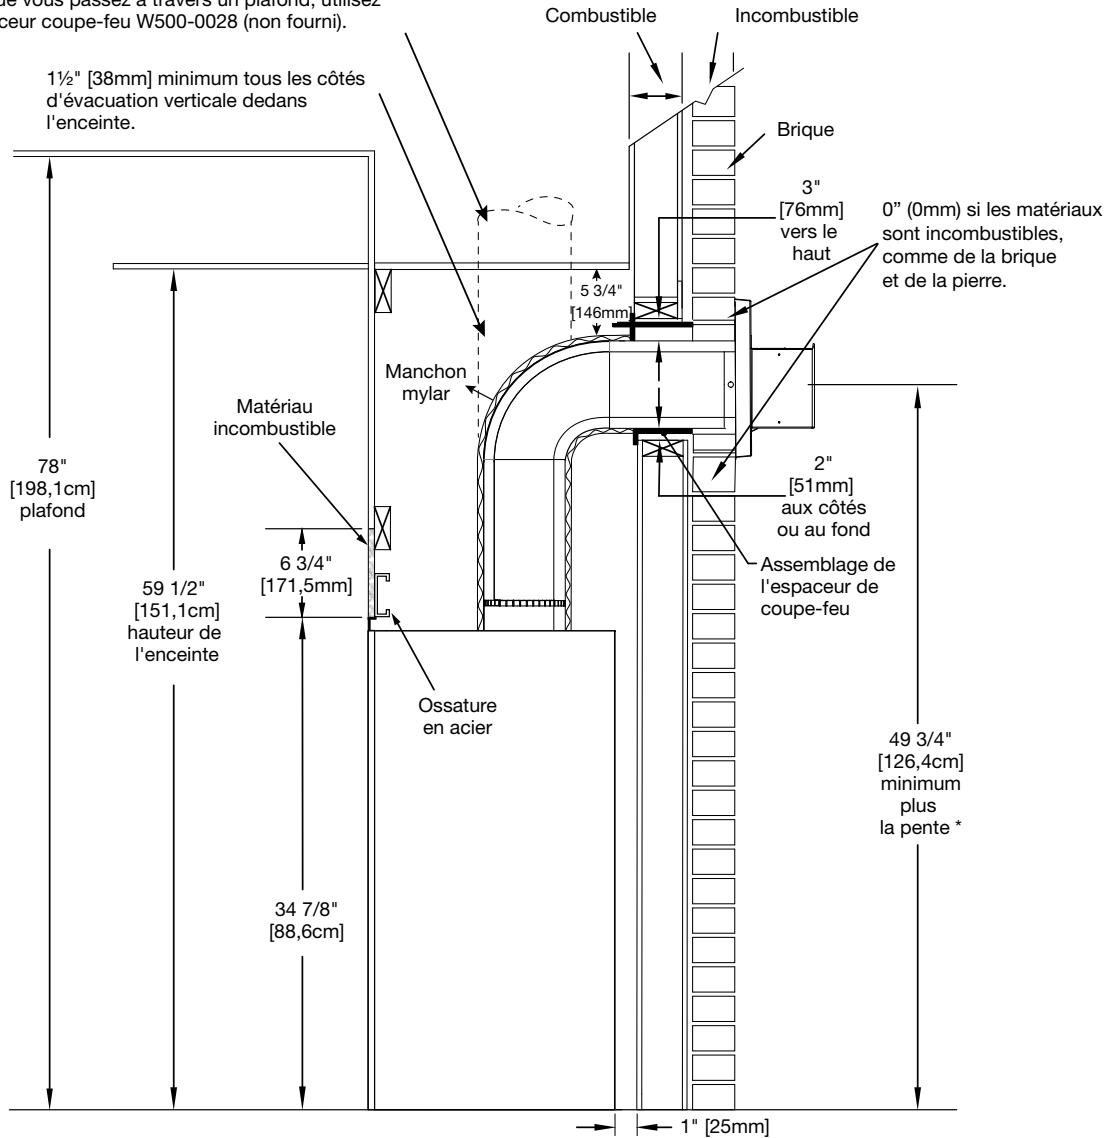 de vous passez à travers un plafond, utilisez
ceur coupe-feu W500-0028 (non fourni).
Combustible
Incombustible
1½" [38mm] minimum tous les côtés
d'évacuation verticale dedans
l'enceinte.
Brique
3"
[76mm]
vers le
haut
0” (0mm) si les matériaux
sont incombustibles,
comme de la brique
et de la pierre.
5 3/4"
[146mm]
Manchon
mylar
Matériau
incombustible
78"
[198,1cm]
plafond
2"
[51mm]
aux côtés
ou au fond
6 3/4"
[171,5mm]
59 1/2"
[151,1cm]
hauteur de
l'enceinte
Assemblage de
l'espaceur de
coupe-feu
Ossature
en acier
49 3/4"
[126,4cm]
minimum
plus
la pente *
34 7/8"
[88,6cm]
1" [25mm]